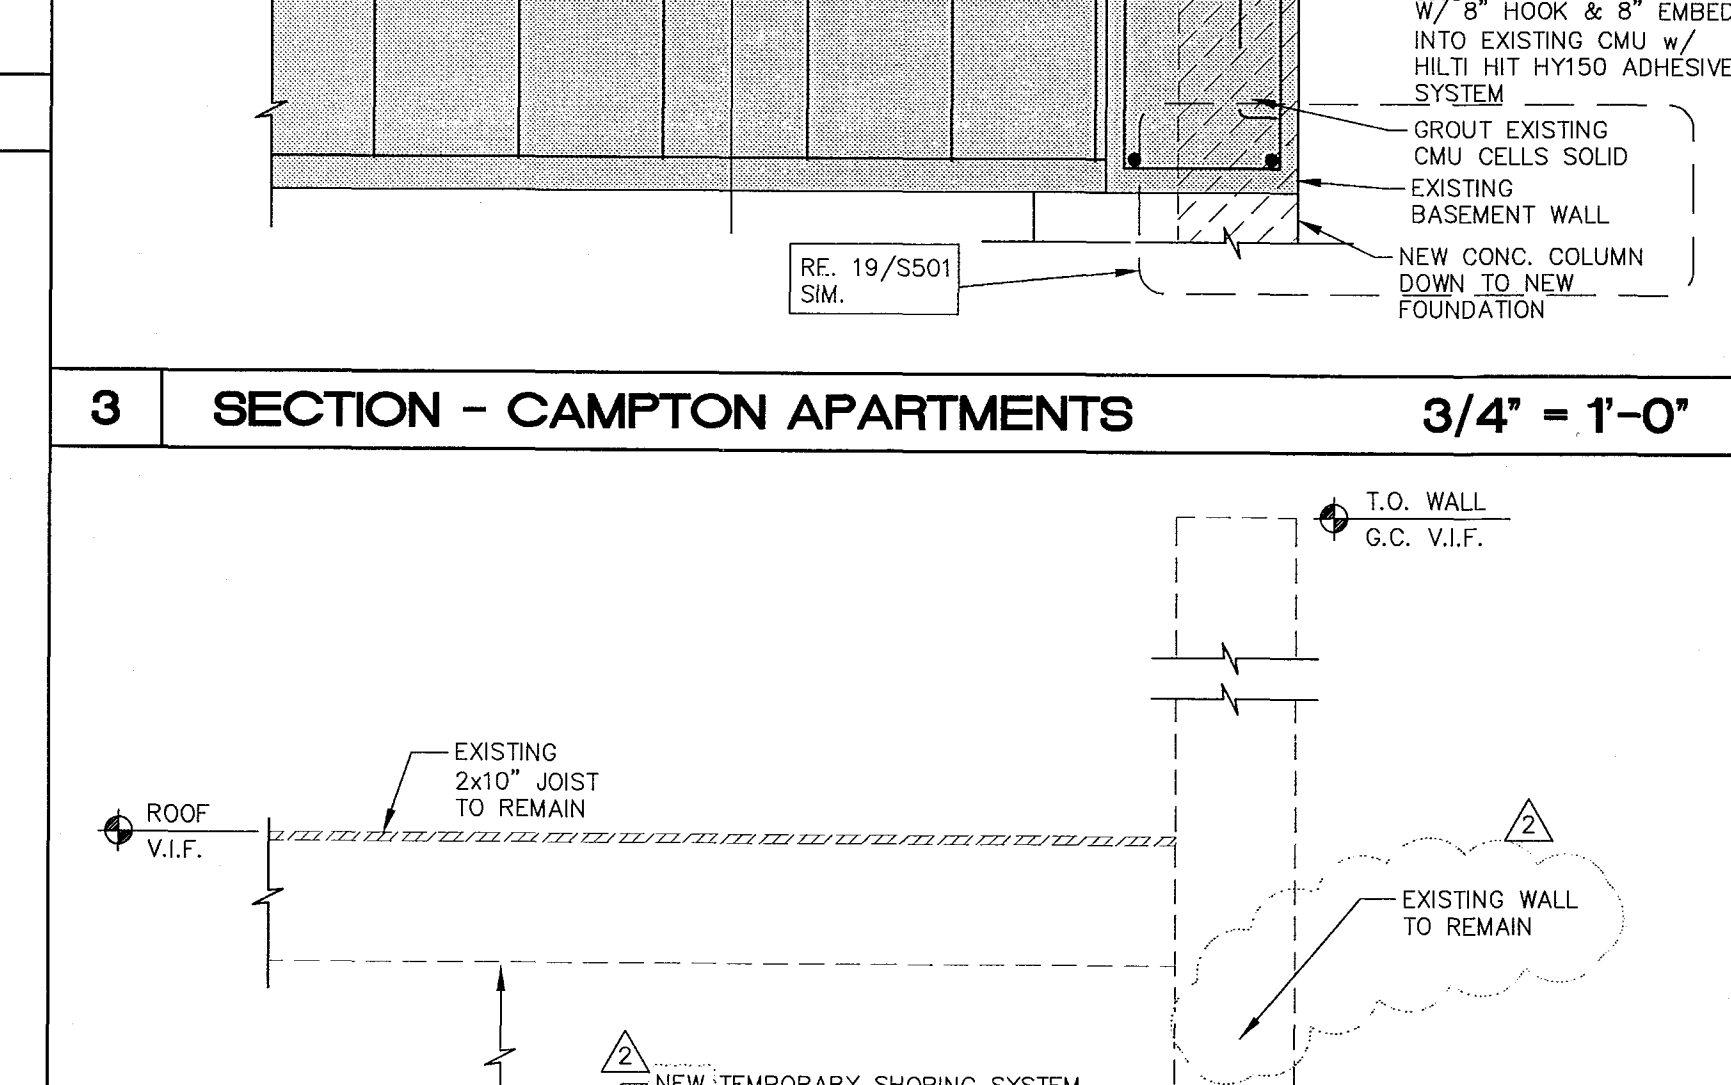 W/ 8" HOOK & 8" EMBED
INTO EXISTING CMU w/
HILTI HIT HY150 ADHESIVE
SYSTEM
GROUT EXISTING
CMU CELLS SOLID
EXISTING
BASEMENT WALL
NEW CONC. COLUMN
DOWN TO NEW
FOUNDATION
RE. 19/S501
SIM.
3
SECTION - CAMPTON APARTMENTS
3/4" = 1'-0"
T.O. WALL
G.C. V.I.F.
EXISTING
2x10" JOIST
TO REMAIN
ROOF
V.I.F.
2
EXISTING WALL
TO REMAIN
2
NEW TEMPORARY SHORING SYSTEM